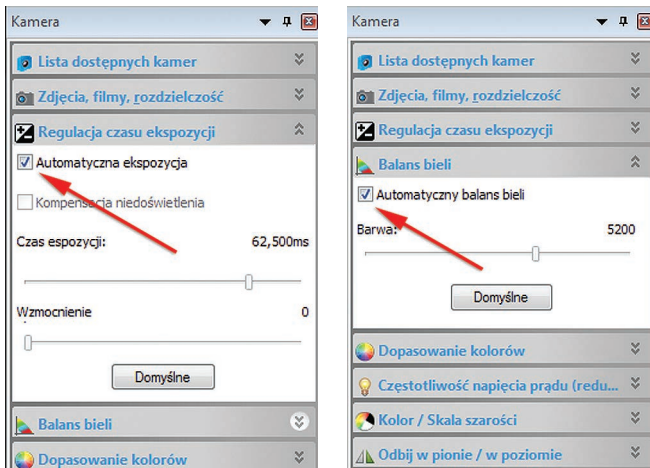 Kamera
Lista dostępnych kamer
Zdjęcia, filmy, rozdzielczość
Regulacja czasu ekspozycji
Automatyczna ekspozycja
Kompensacja niedoświetlenia
Czas espozycji: 62,500ms
Wzmocnienie 0
Domyślne
Balans bieli
Dopasowanie kolorów
Kamera
Lista dostępnych kamer
Zdjęcia, filmy, rozdzielczość
Regulacja czasu ekspozycji
Balans bieli
Automatyczny balans bieli
Barwa: 5200
Domyślne
Dopasowanie kolorów
Częstotliwość napięcia prądu (redu...
Kolor / Skala szarości
Odbij w pionie / w poziomie